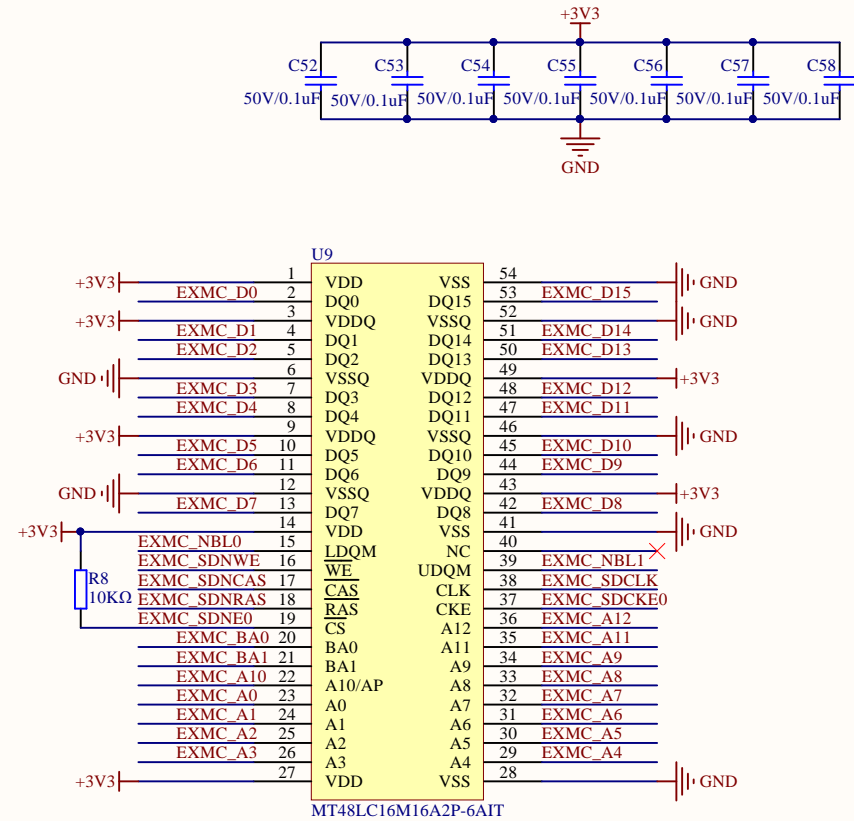 +3V3
C52 C53 C54 C55 C56 C57 C58
50V/0.1uF 50V/0.1uF 50V/0.1uF 50V/0.1uF 50V/0.1uF 50V/0.1uF 50V/0.1uF
GND
U9
+3V3 1 VDD VSS 54 GND
EXMC_D0 2 DQ0 DQ15 53 EXMC_D15
+3V3 3 VDDQ VSSQ 52 GND
EXMC_D1 4 DQ1 DQ14 51 EXMC_D14
EXMC_D2 5 DQ2 DQ13 50 EXMC_D13
GND 6 VSSQ VDDQ 49 +3V3
EXMC_D3 7 DQ3 DQ12 48 EXMC_D12
EXMC_D4 8 DQ4 DQ11 47 EXMC_D11
+3V3 9 VDDQ VSSQ 46 GND
EXMC_D5 10 DQ5 DQ10 45 EXMC_D10
EXMC_D6 11 DQ6 DQ9 44 EXMC_D9
GND 12 VSSQ VDDQ 43 +3V3
EXMC_D7 13 DQ7 DQ8 42 EXMC_D8
+3V3 14 VDD VSS 41 GND
EXMC_NBL0 15 LDQM NC 40
EXMC_SDNWE 16 WE UDQM 39 EXMC_NBL1
R8 EXMC_SDNCAS 17 CAS CLK 38 EXMC_SDCLK
10KΩ EXMC_SDNRAS 18 RAS CKE 37 EXMC_SDCKE0
EXMC_SDNE0 19 CS A12 36 EXMC_A12
EXMC_BA0 20 BA0 A11 35 EXMC_A11
EXMC_BA1 21 BA1 A9 34 EXMC_A9
EXMC_A10 22 A10/AP A8 33 EXMC_A8
EXMC_A0 23 A0 A7 32 EXMC_A7
EXMC_A1 24 A1 A6 31 EXMC_A6
EXMC_A2 25 A2 A5 30 EXMC_A5
EXMC_A3 26 A3 A4 29 EXMC_A4
+3V3 27 VDD VSS 28 GND
MT48LC16M16A2P-6AIT